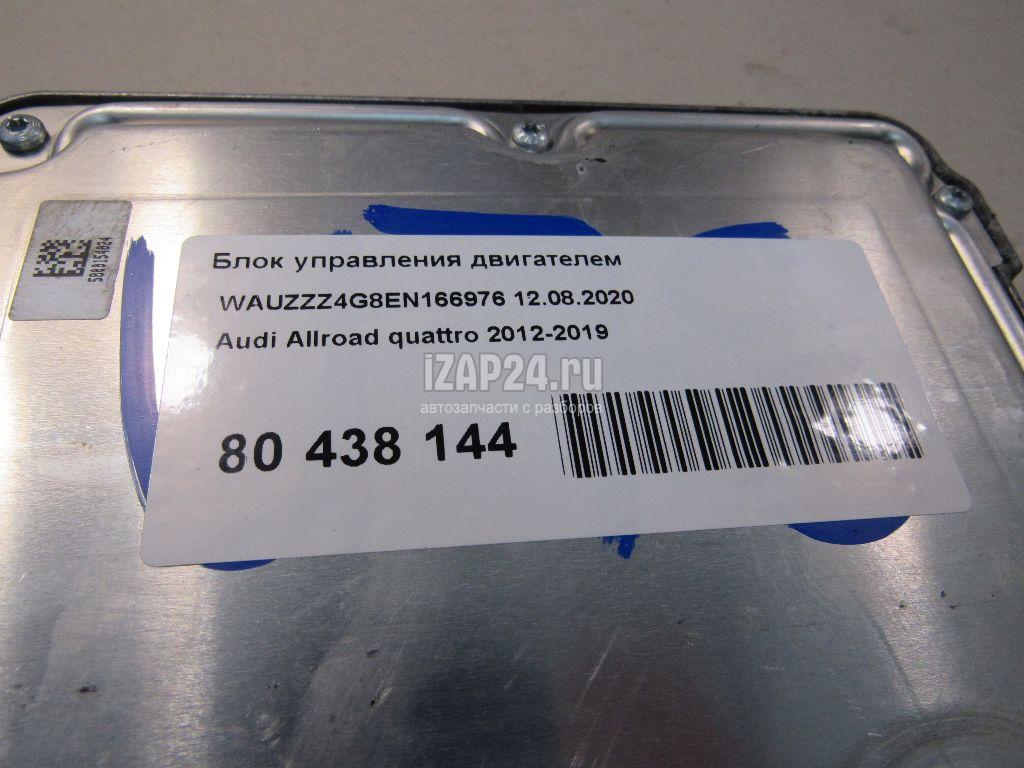 Блок управления двигателем
WAUZZZ4G8EN166976 12.08.2020
Audi Allroad quattro 2012-2019
iZAP24.ru
автозапчасти с разборов
80 438 144